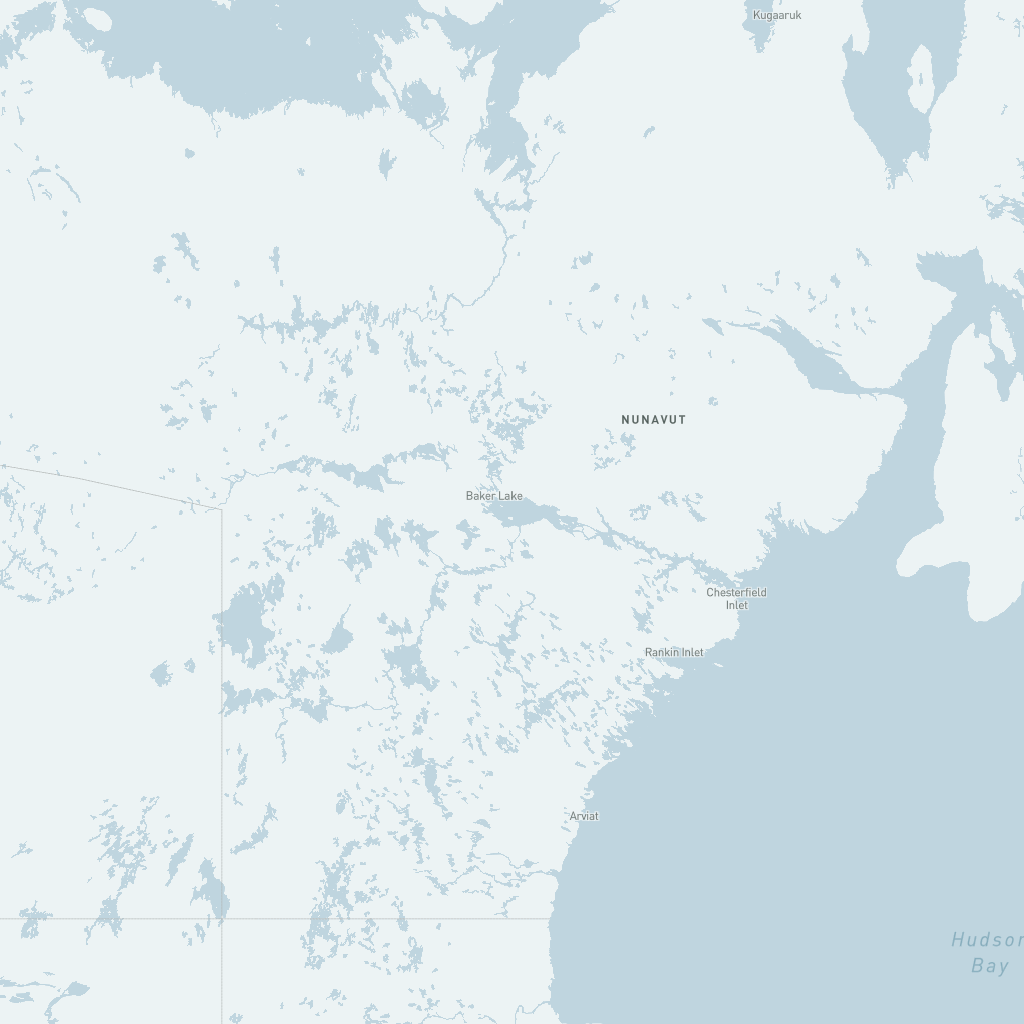 Kugaaruk
NUNAVUT
Baker Lake
Chesterfield
Inlet
Rankin Inlet
Arviat
Hudson
Bay